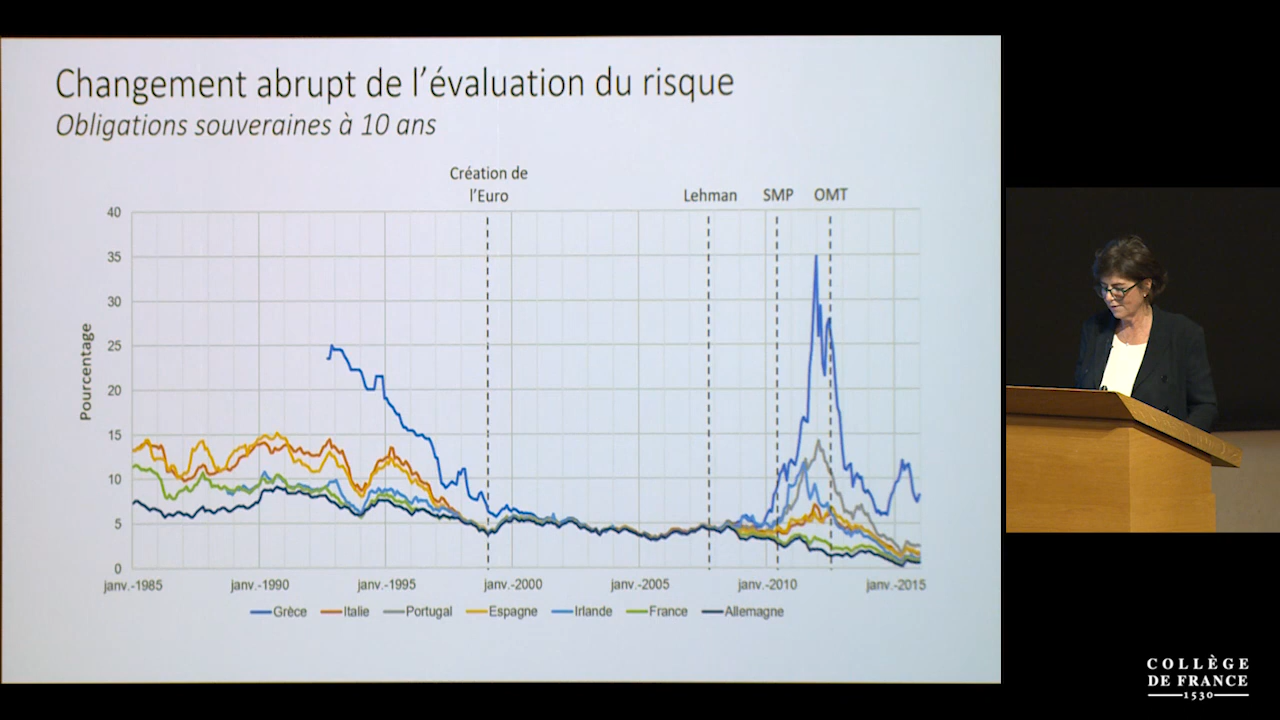 Changement abrupt de l'évaluation du risque
Obligations souveraines à 10 ans
Création de
l'Euro
Lehman
SMP
OMT
Pourcentage
40
35
30
25
20
15
10
5
0
janv.-1985
janv.-1990
janv.-1995
janv.-2000
janv.-2005
janv.-2010
janv.-2015
Grèce
Italie
Portugal
Espagne
Irlande
France
Allemagne
COLLÈGE
DE FRANCE
1530